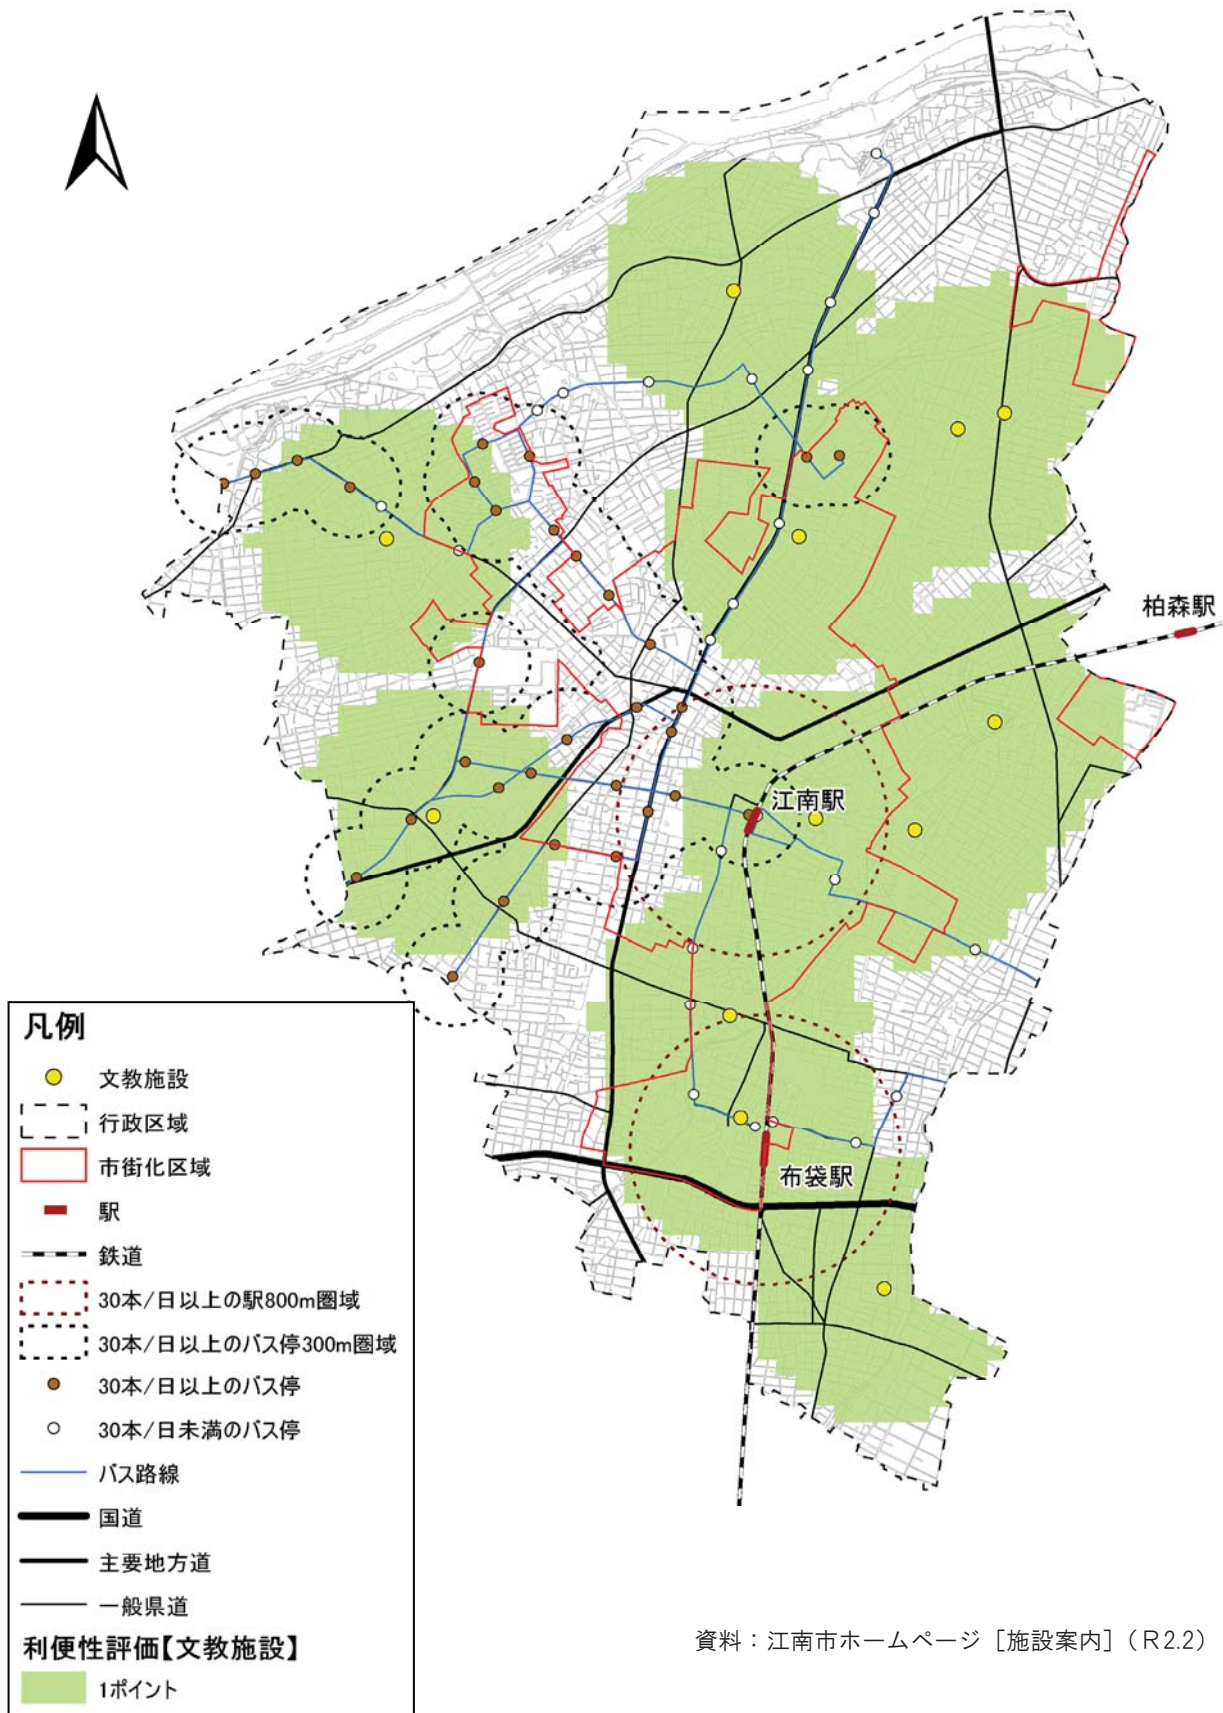 柏森駅
江南駅
布袋駅
凡例
文教施設
行政区域
市街化区域
駅
鉄道
30本/日以上の駅800m圏域
30本/日以上のバス停300m圏域
30本/日以上のバス停
30本/日未満のバス停
バス路線
国道
主要地方道
一般県道
利便性評価【文教施設】
1ポイント
資料：江南市ホームページ［施設案内］（R2.2）